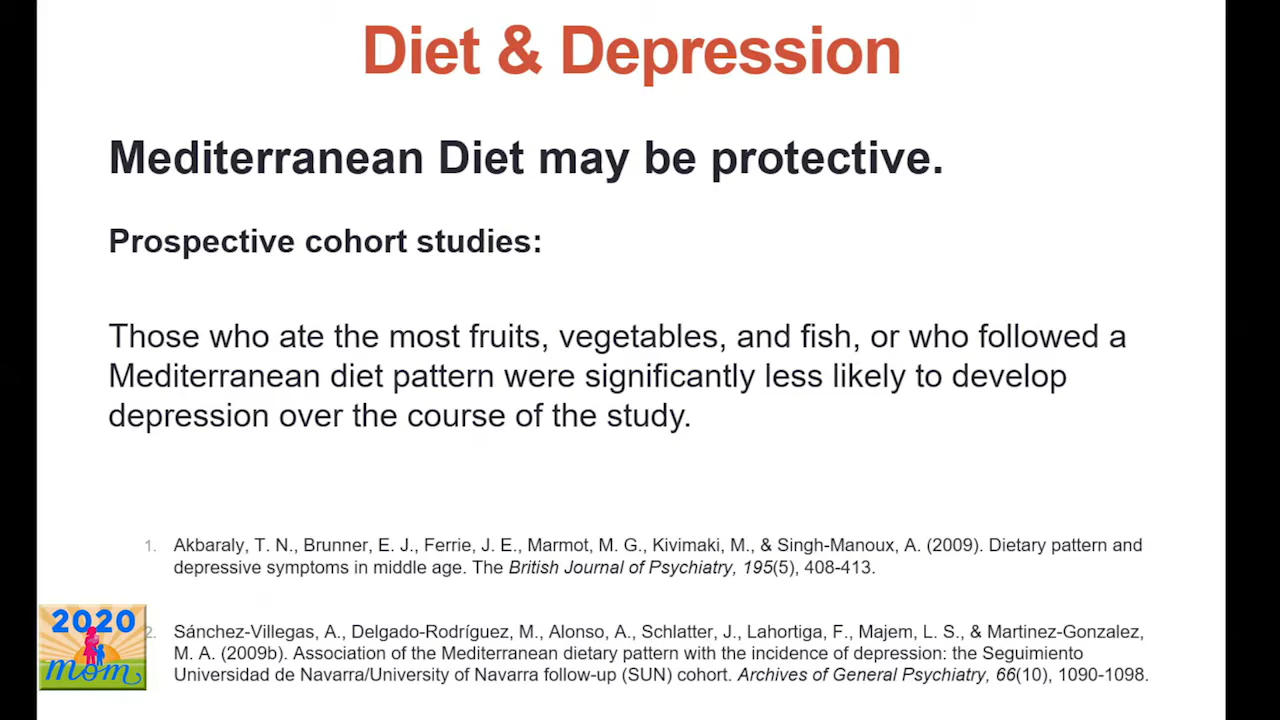 Diet & Depression
Mediterranean Diet may be protective.
Prospective cohort studies:
Those who ate the most fruits, vegetables, and fish, or who followed a
Mediterranean diet pattern were significantly less likely to develop
depression over the course of the study.
1. Akbaraly, T. N., Brunner, E. J., Ferrie, J. E., Marmot, M. G., Kivimaki, M., & Singh-Manoux, A. (2009). Dietary pattern and
depressive symptoms in middle age. The British Journal of Psychiatry, 195(5), 408-413.
2. Sánchez-Villegas, A., Delgado-Rodríguez, M., Alonso, A., Schlatter, J., Lahortiga, F., Majem, L. S., & Martinez-Gonzalez,
M. A. (2009b). Association of the Mediterranean dietary pattern with the incidence of depression: the Seguimiento
Universidad de Navarra/University of Navarra follow-up (SUN) cohort. Archives of General Psychiatry, 66(10), 1090-1098.
2020
mom